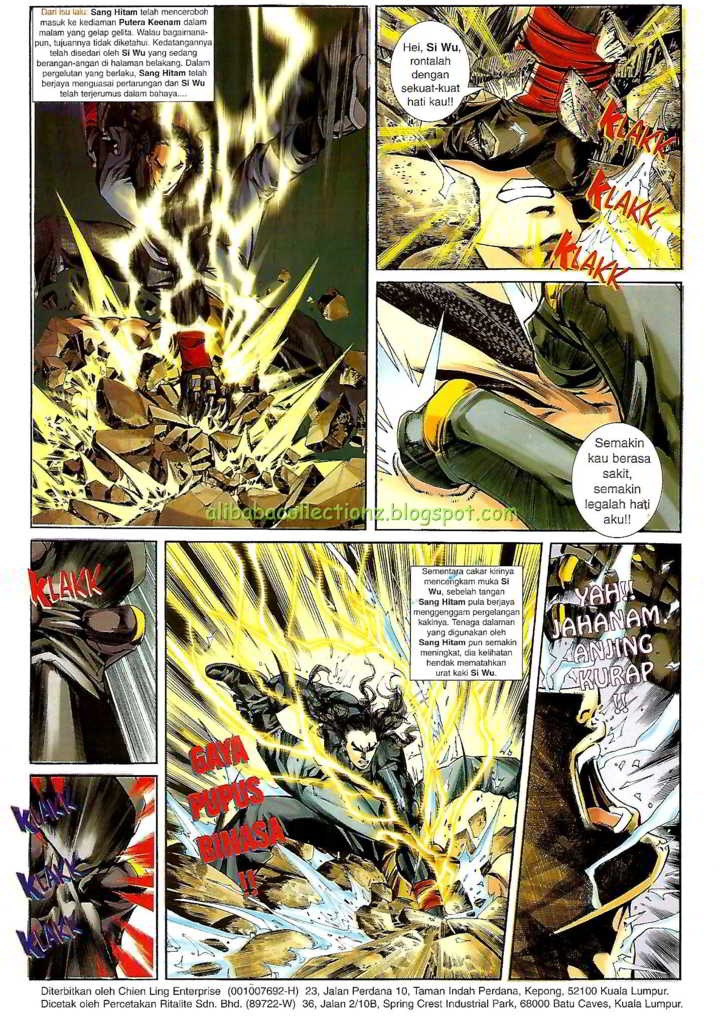 Dari isu lalu: Sang Hitam telah menceroboh
masuk ke kediaman Putera Keenam dalam
malam yang gelap gelita. Walau bagaimana-
pun, tujuannya tidak diketahui. Kedatangannya
telah disedari oleh Si Wu yang sedang
berangan-angan di halaman belakang. Dalam
pergelutan yang berlaku, Sang Hitam telah
berjaya menguasai pertarungan dan Si Wu
telah terjerumus dalam bahaya....
Hei, Si Wu,
rontalah
dengan
sekuat-kuat
hati kau!!
KLAKK
KLAKK
KLAKK
Semakin
kau berasa
sakit,
semakin
legalah hati
aku!!
alibabacollectionz.blogspot.com
KLAKK
Sementara cakar kirinya
mencengkam muka Si
Wu, sebelah tangan
Sang Hitam pula berjaya
menggenggam pergelangan
kakinya. Tenaga dalaman
yang digunakan oleh
Sang Hitam pun semakin
meningkat, dia kelihatan
hendak mematahkan
urat kaki Si Wu.
GAYA
PUPUS
BINASA
!!
YAH!!
JAHANAM,
ANJING
KURAP
!!
KLAKK
KLAKK
KLAKK
Diterbitkan oleh Chien Ling Enterprise (001007692-H) 23, Jalan Perdana 10, Taman Indah Perdana, Kepong, 52100 Kuala Lumpur.
Dicetak oleh Percetakan Ritalite Sdn. Bhd. (89722-W) 36, Jalan 2/10B, Spring Crest Industrial Park, 68000 Batu Caves, Kuala Lumpur.